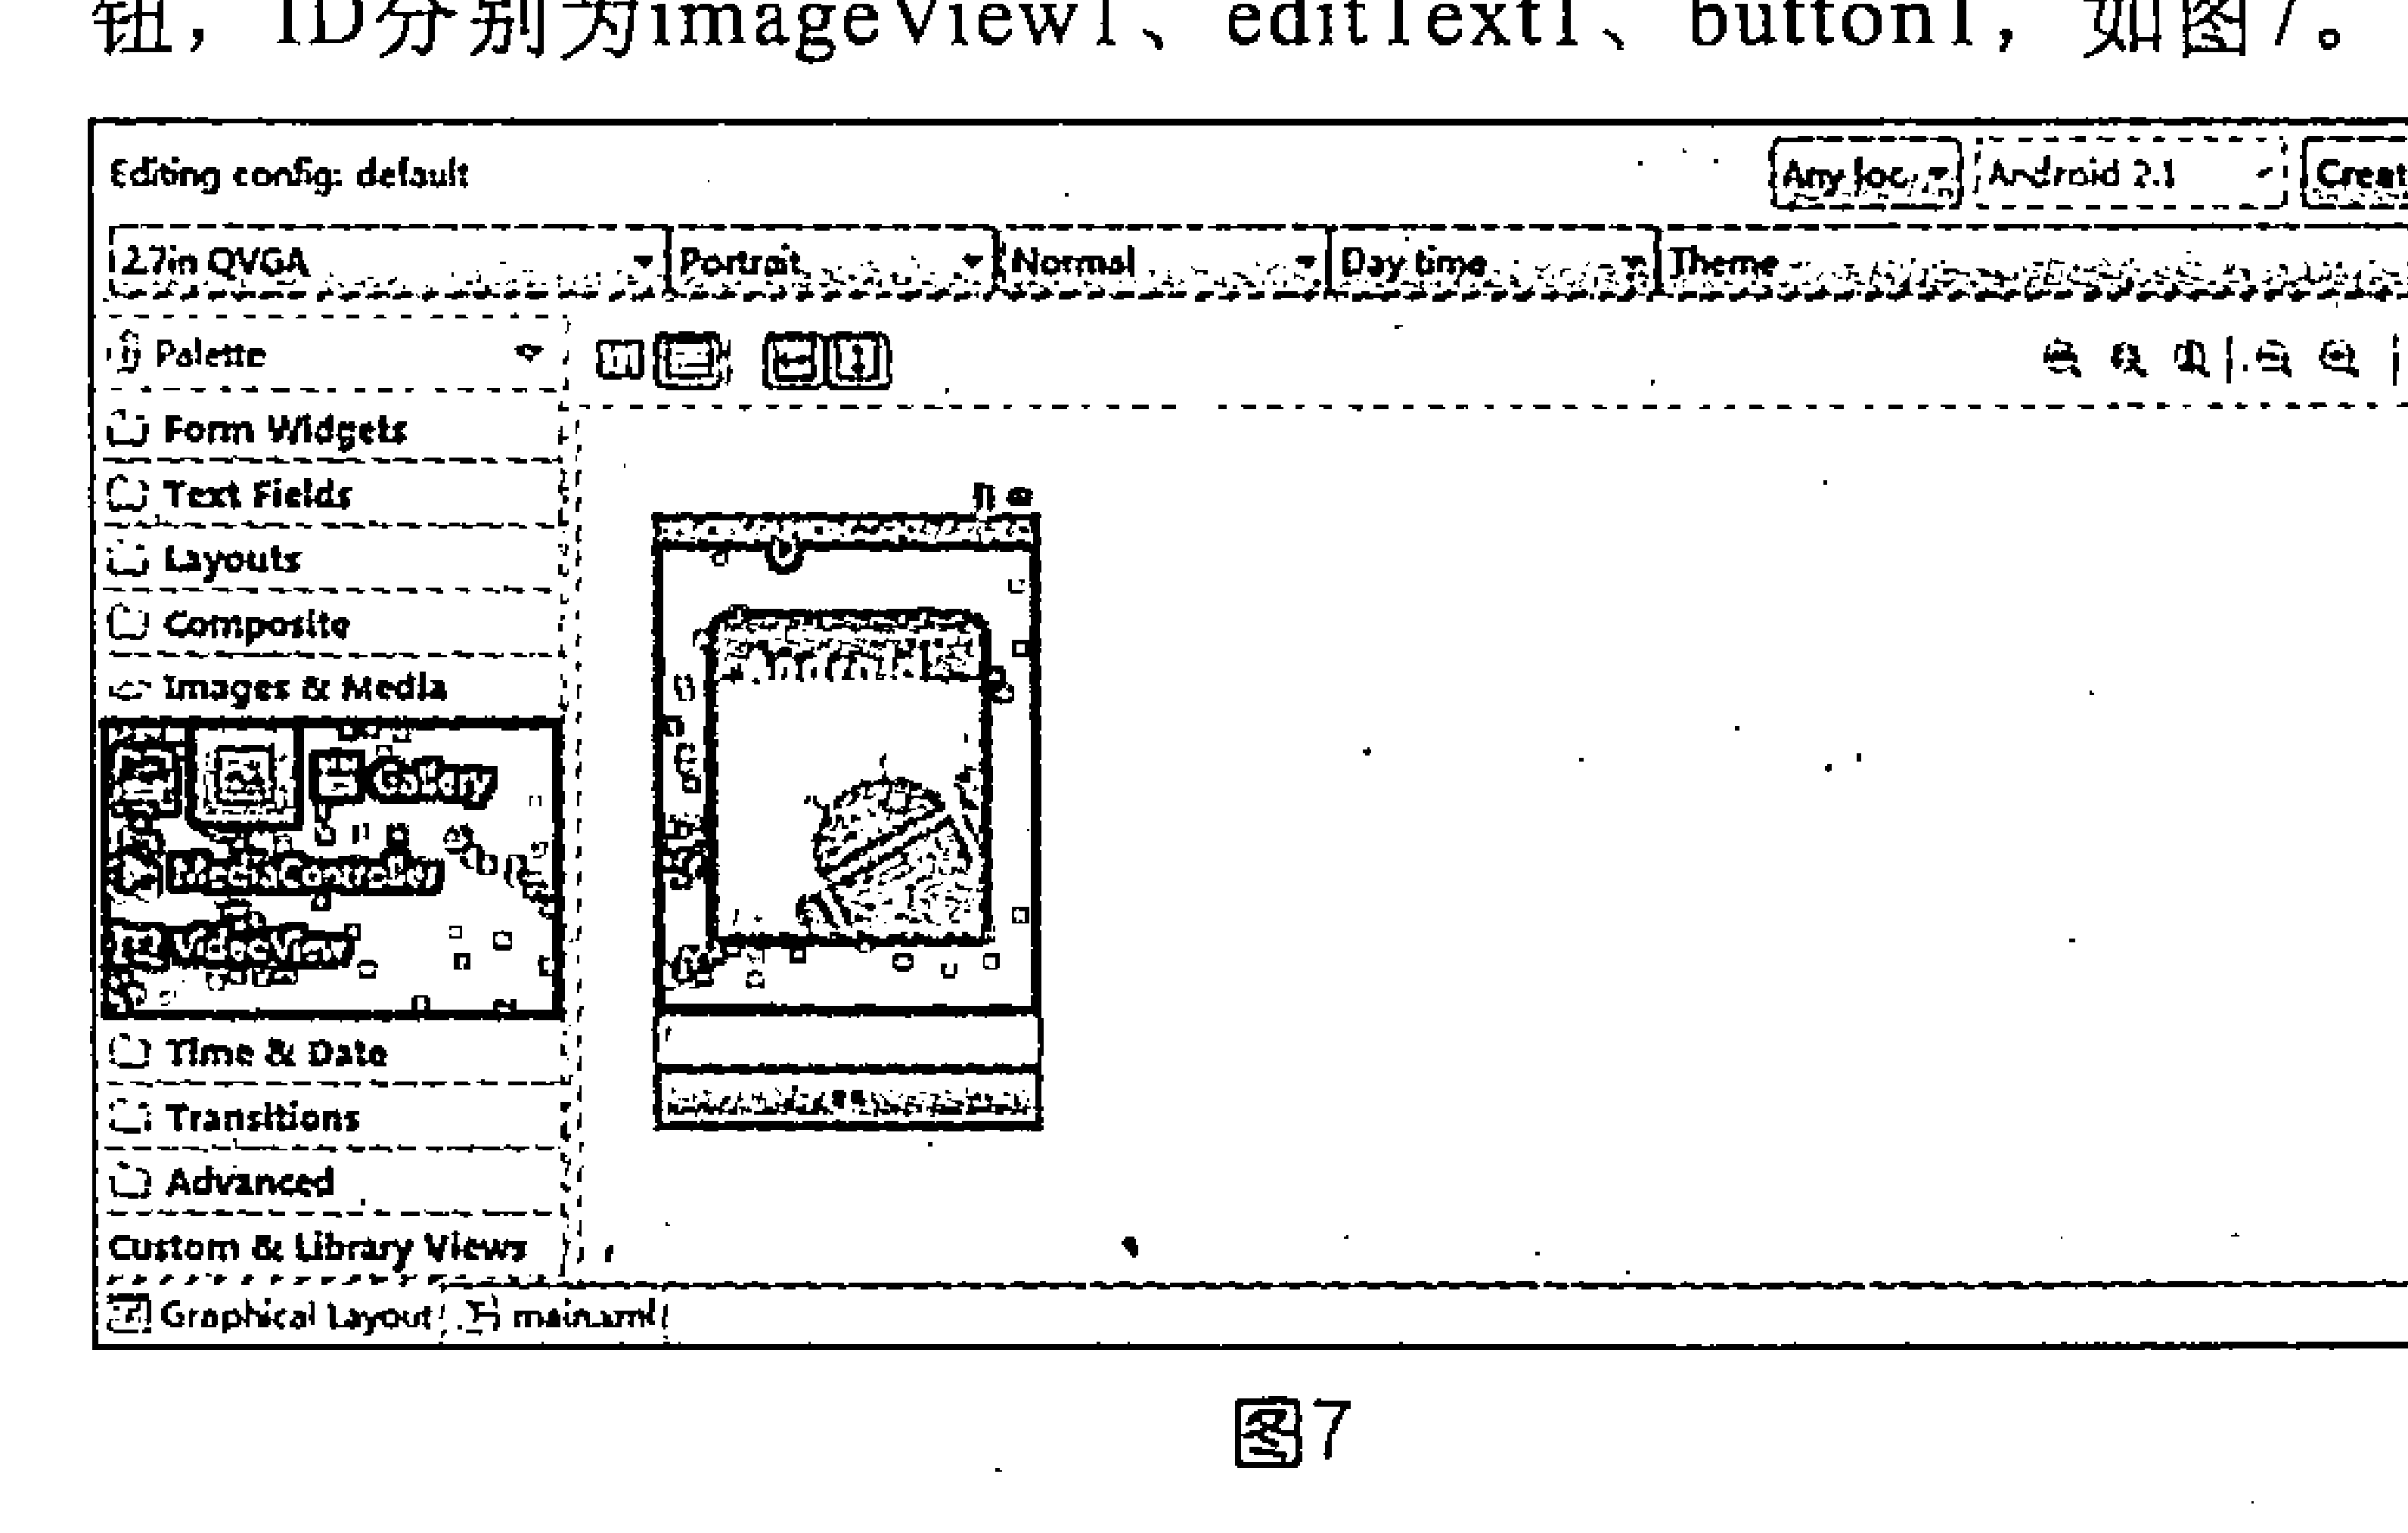 钮，ID分别为imageView1、editText1、button1，如图7。
Editing config: default
Any loc
Android 2.1
Creat
2.7in QVGA
Portrait
Normal
Day time
Theme
Palette
Form Widgets
Text Fields
Layouts
Composite
Images & Media
Gallery
MediaController
VideoView
Time & Date
Transitions
Advanced
Custom & Library Views
Graphical Layout
main.xml
图7